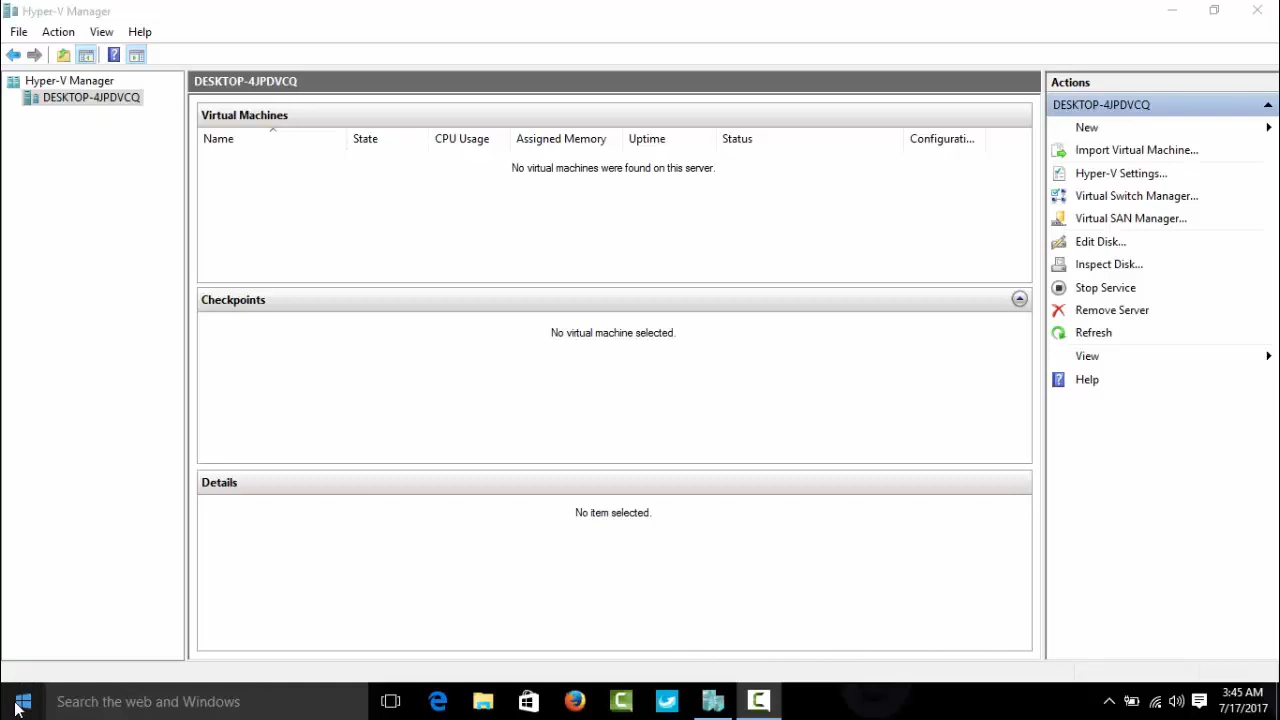 Hyper-V Manager
File Action View Help
Hyper-V Manager
DESKTOP-4JPDVCQ
DESKTOP-4JPDVCQ
Virtual Machines
Name State CPU Usage Assigned Memory Uptime Status Configurati...
No virtual machines were found on this server.
Checkpoints
No virtual machine selected.
Details
No item selected.
Actions
DESKTOP-4JPDVCQ
New
Import Virtual Machine...
Hyper-V Settings...
Virtual Switch Manager...
Virtual SAN Manager...
Edit Disk...
Inspect Disk...
Stop Service
Remove Server
Refresh
View
Help
Search the web and Windows
3:45 AM
7/17/2017